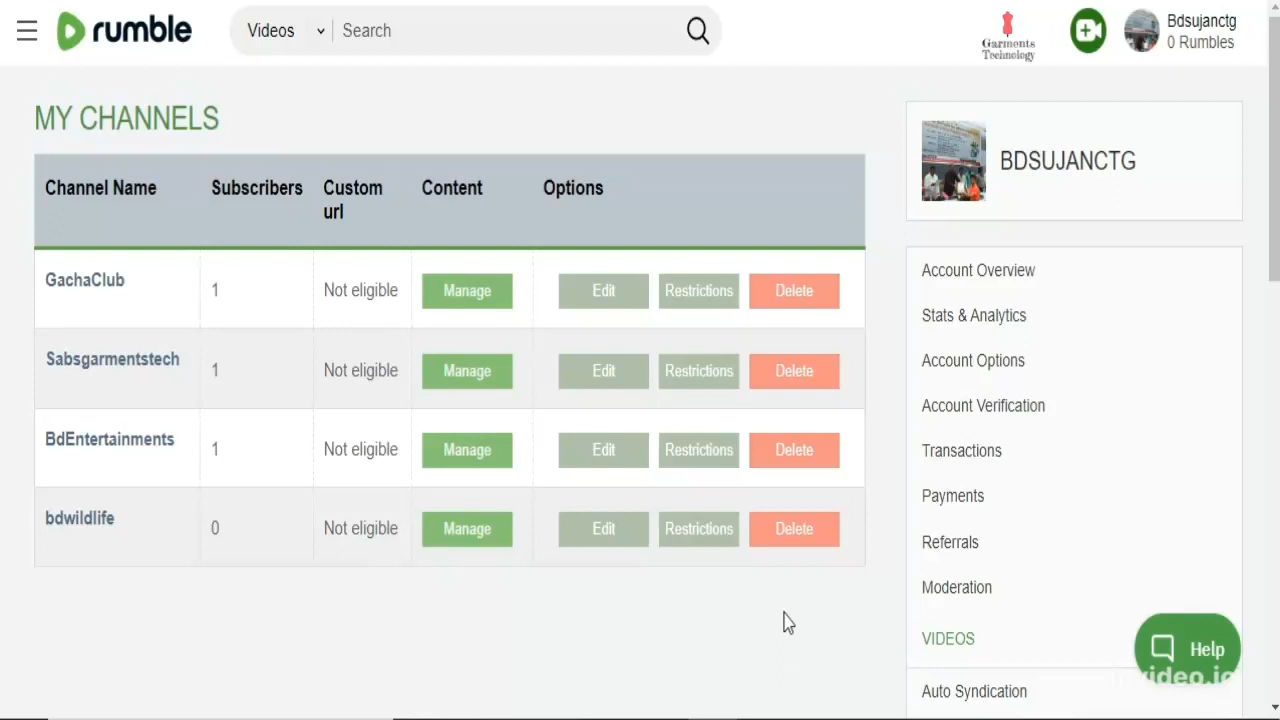 rumble
Videos
Search
Garments
Technology
Bdsujanctg
0 Rumbles
MY CHANNELS
Channel Name Subscribers Custom url Content Options
GachaClub 1 Not eligible Manage Edit Restrictions Delete
Sabsgarmentstech 1 Not eligible Manage Edit Restrictions Delete
BdEntertainments 1 Not eligible Manage Edit Restrictions Delete
bdwildlife 0 Not eligible Manage Edit Restrictions Delete
BDSUJANCTG
Account Overview
Stats & Analytics
Account Options
Account Verification
Transactions
Payments
Referrals
Moderation
VIDEOS
Auto Syndication
Help